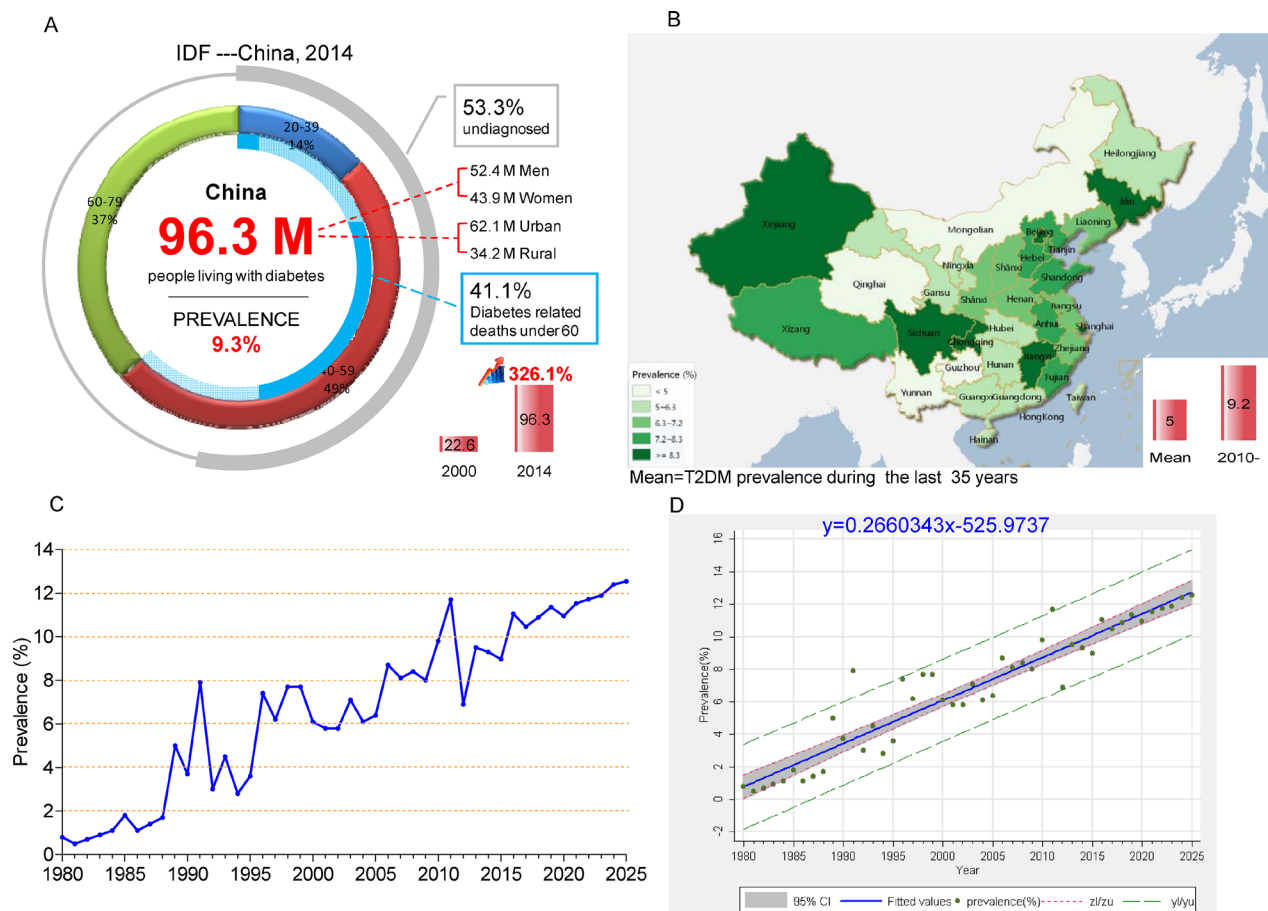 A
IDF ---China, 2014
20-39
14%
60-79
37%
40-59
49%
China
96.3 M
people living with diabetes
PREVALENCE
9.3%
53.3%
undiagnosed
52.4 M Men
43.9 M Women
62.1 M Urban
34.2 M Rural
41.1%
Diabetes related
deaths under 60
326.1%
22.6
96.3
2000
2014
B
Heilongjiang
Jilin
Xinjiang
Mongolian
Liaoning
Beijing
Tianjin
Hebei
Ningxia
Shānxi
Shandong
Qinghai
Gansu
Shănxi
Henan
Jiangsu
Xizang
Sichuan
Hubei
Anhui
Shanghai
Chongqing
Zhejiang
Guizhou
Hunan
Jiangxi
Fujian
Yunnan
Guangxi
Guangdong
Taiwan
HongKong
Hainan
Prevalence (%)
< 5
5~6.3
6.3~7.2
7.2~8.3
>= 8.3
5
9.2
Mean
2010-
Mean=T2DM prevalence during the last 35 years
C
Prevalence (%)
14
12
10
8
6
4
2
0
1980 1985 1990 1995 2000 2005 2010 2015 2020 2025
D
y=0.2660343x-525.9737
Prevalence(%)
16
14
12
10
8
6
4
2
0
-2
1980 1985 1990 1995 2000 2005 2010 2015 2020 2025
Year
95% CI Fitted values prevalence(%) zl/zu yl/yu